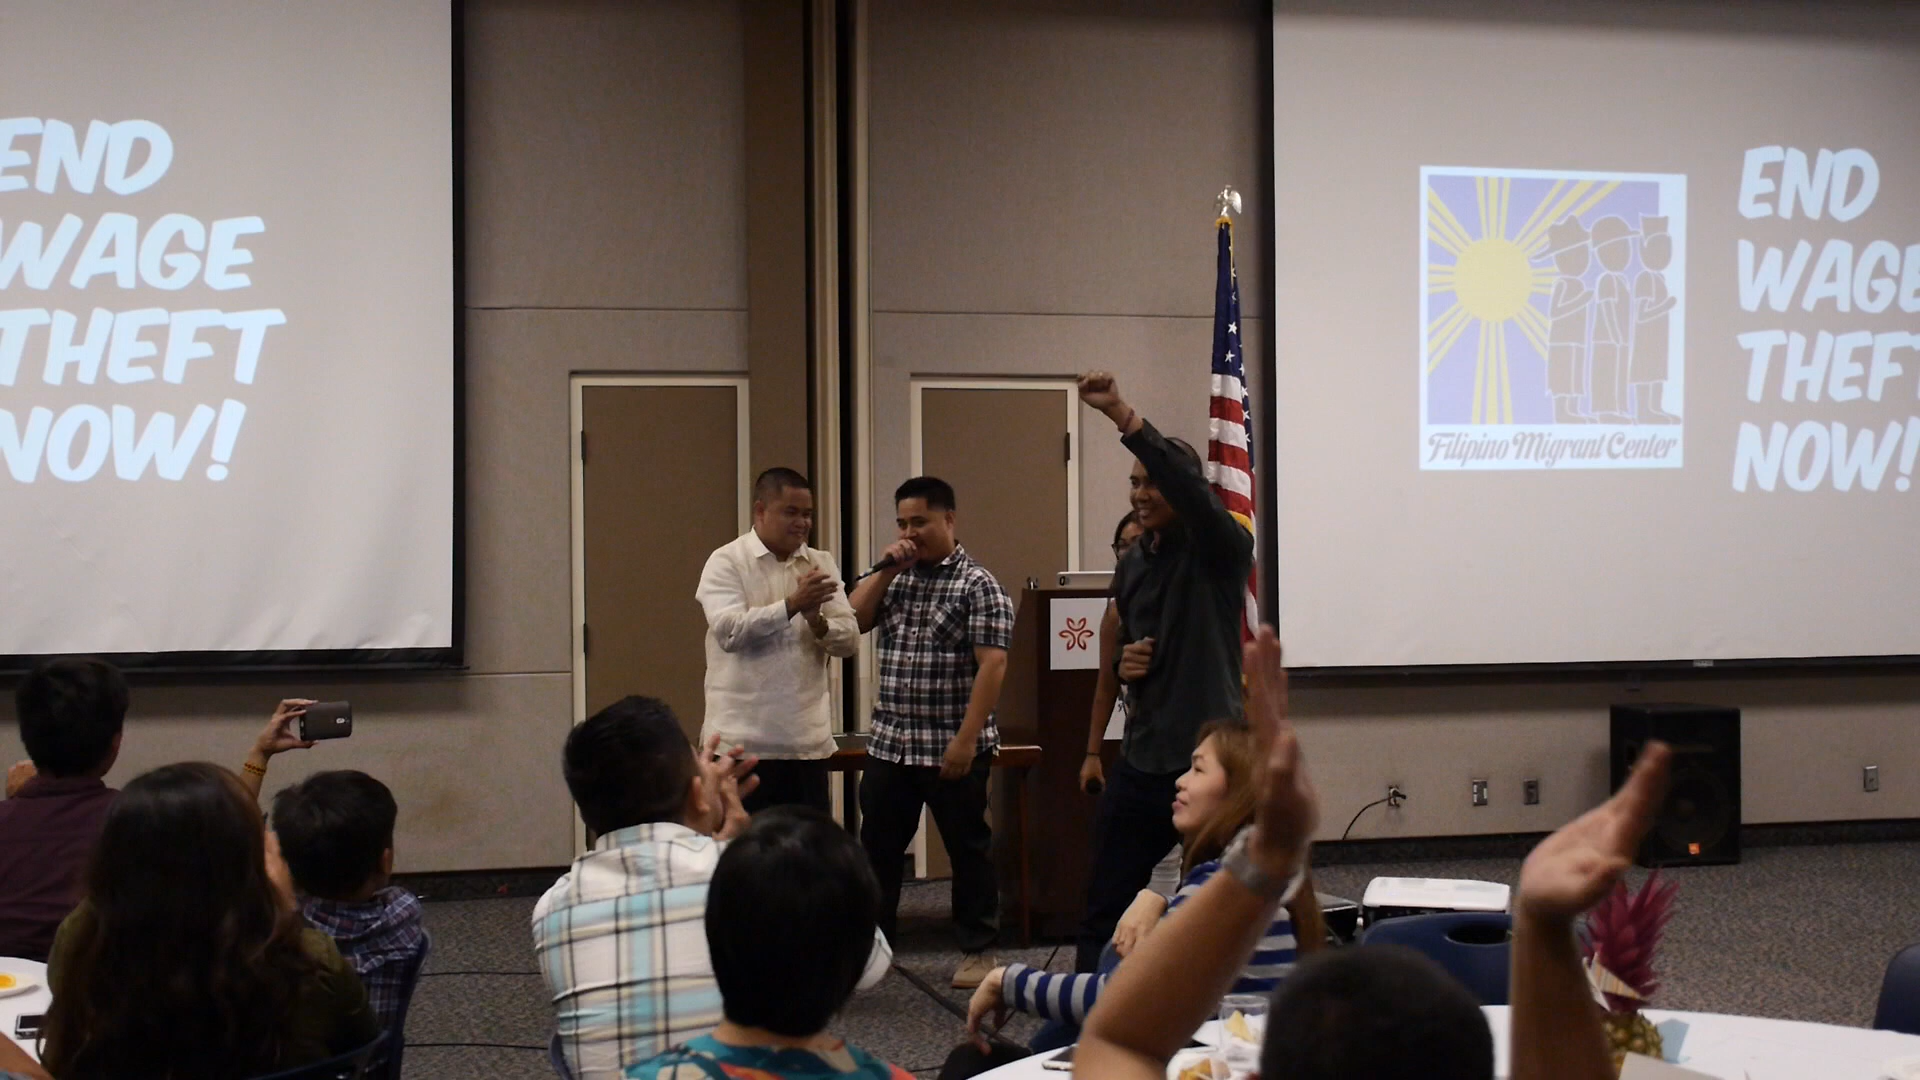 END
WAGE
THEFT
NOW!
Filipino Migrant Center
END
WAGE
THEFT
NOW!